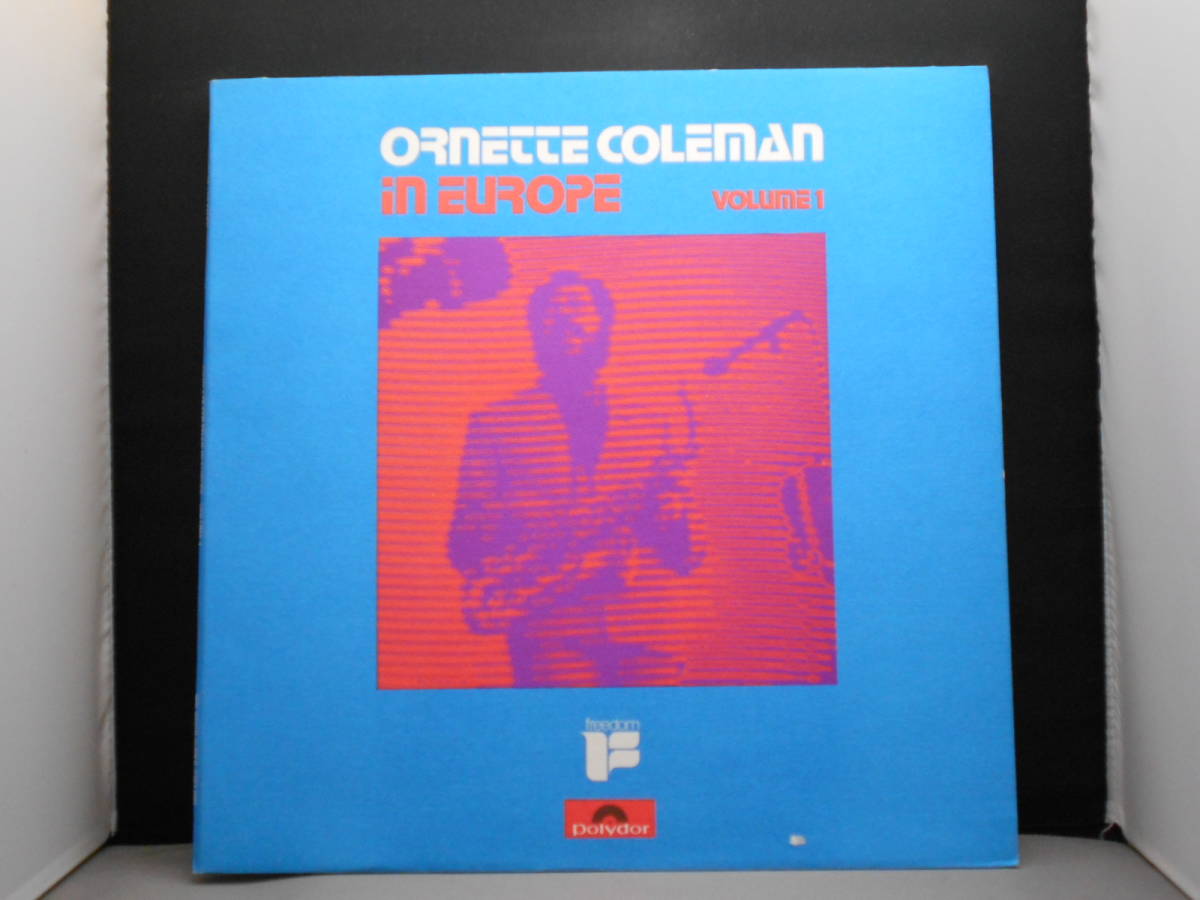 ORNETTE COLEMAN
in EUROPE VOLUME 1
freedom
F
polydor